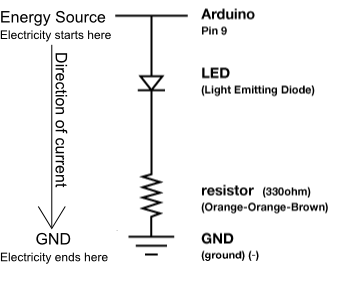 Energy Source
Electricity starts here
Direction of current
GND
Electricity ends here
Arduino
Pin 9
LED
(Light Emitting Diode)
resistor (330ohm)
(Orange-Orange-Brown)
GND
(ground) (-)